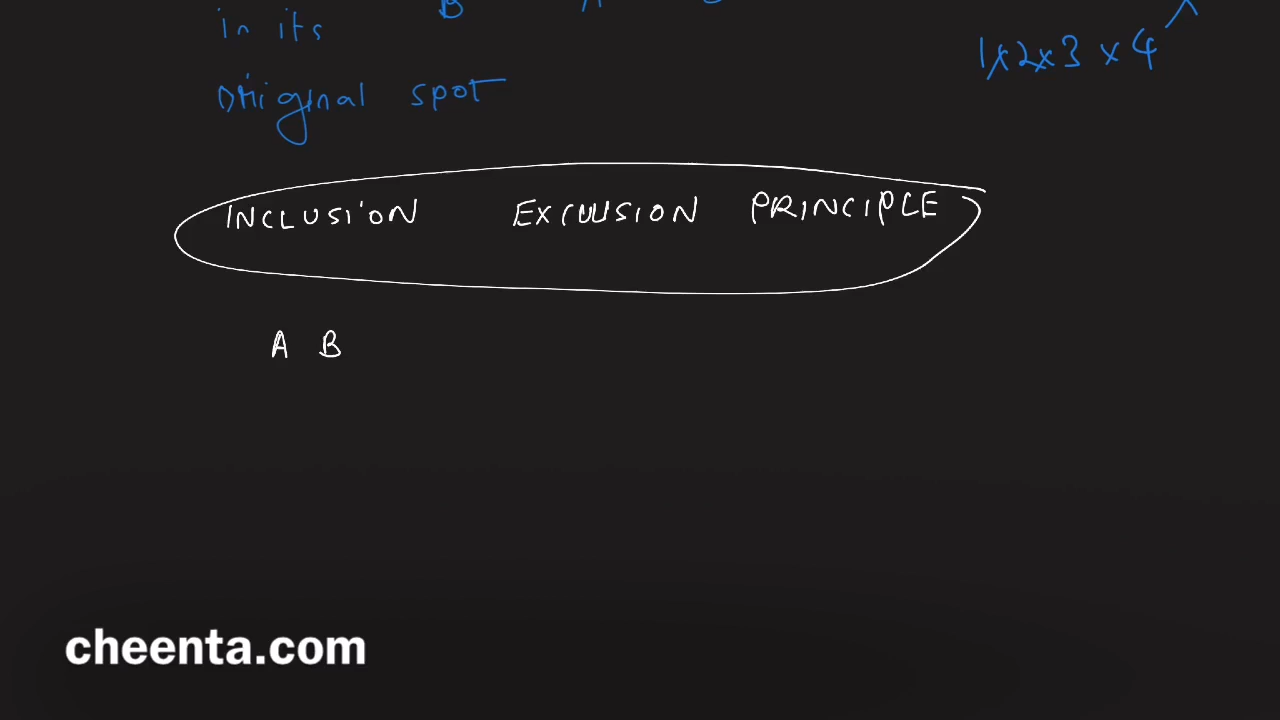 B
in its
1x2x3 x 4
original spot
INCLUSION EXCLUSION PRINCIPLE
A B
cheenta.com